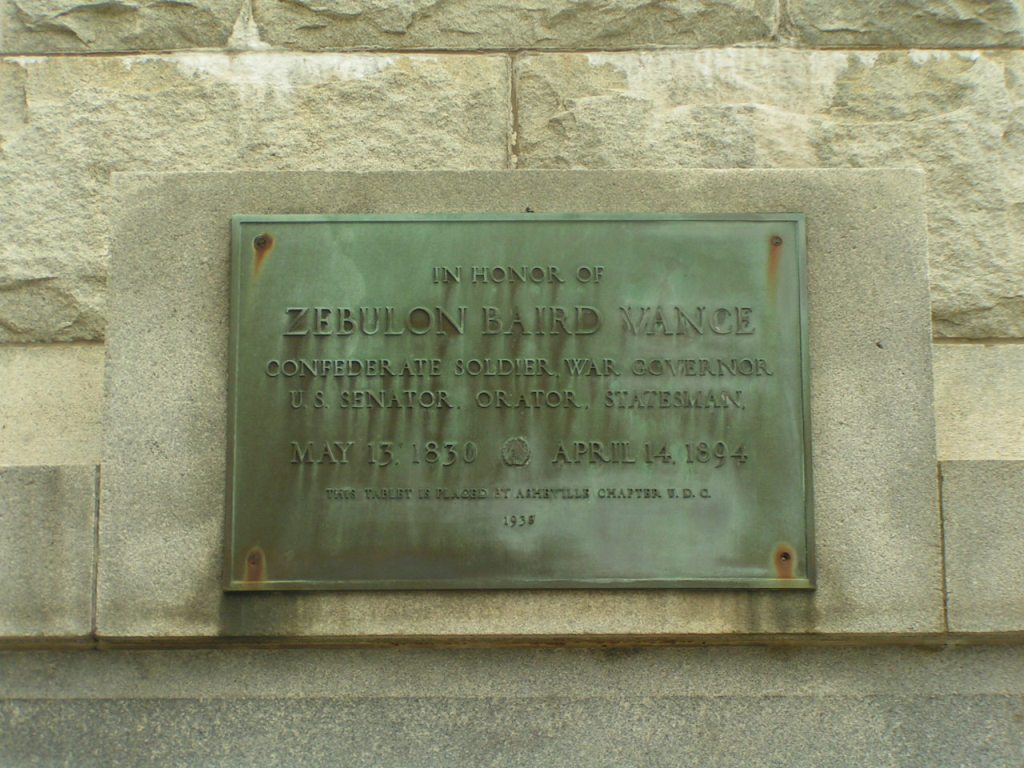 IN HONOR OF
ZEBULON BAIRD VANCE
CONFEDERATE SOLDIER, WAR GOVERNOR
U.S. SENATOR, ORATOR, STATESMAN,
MAY 13, 1830 APRIL 14, 1894
THIS TABLET IS PLACED BY ASHEVILLE CHAPTER U.D.C.
1938